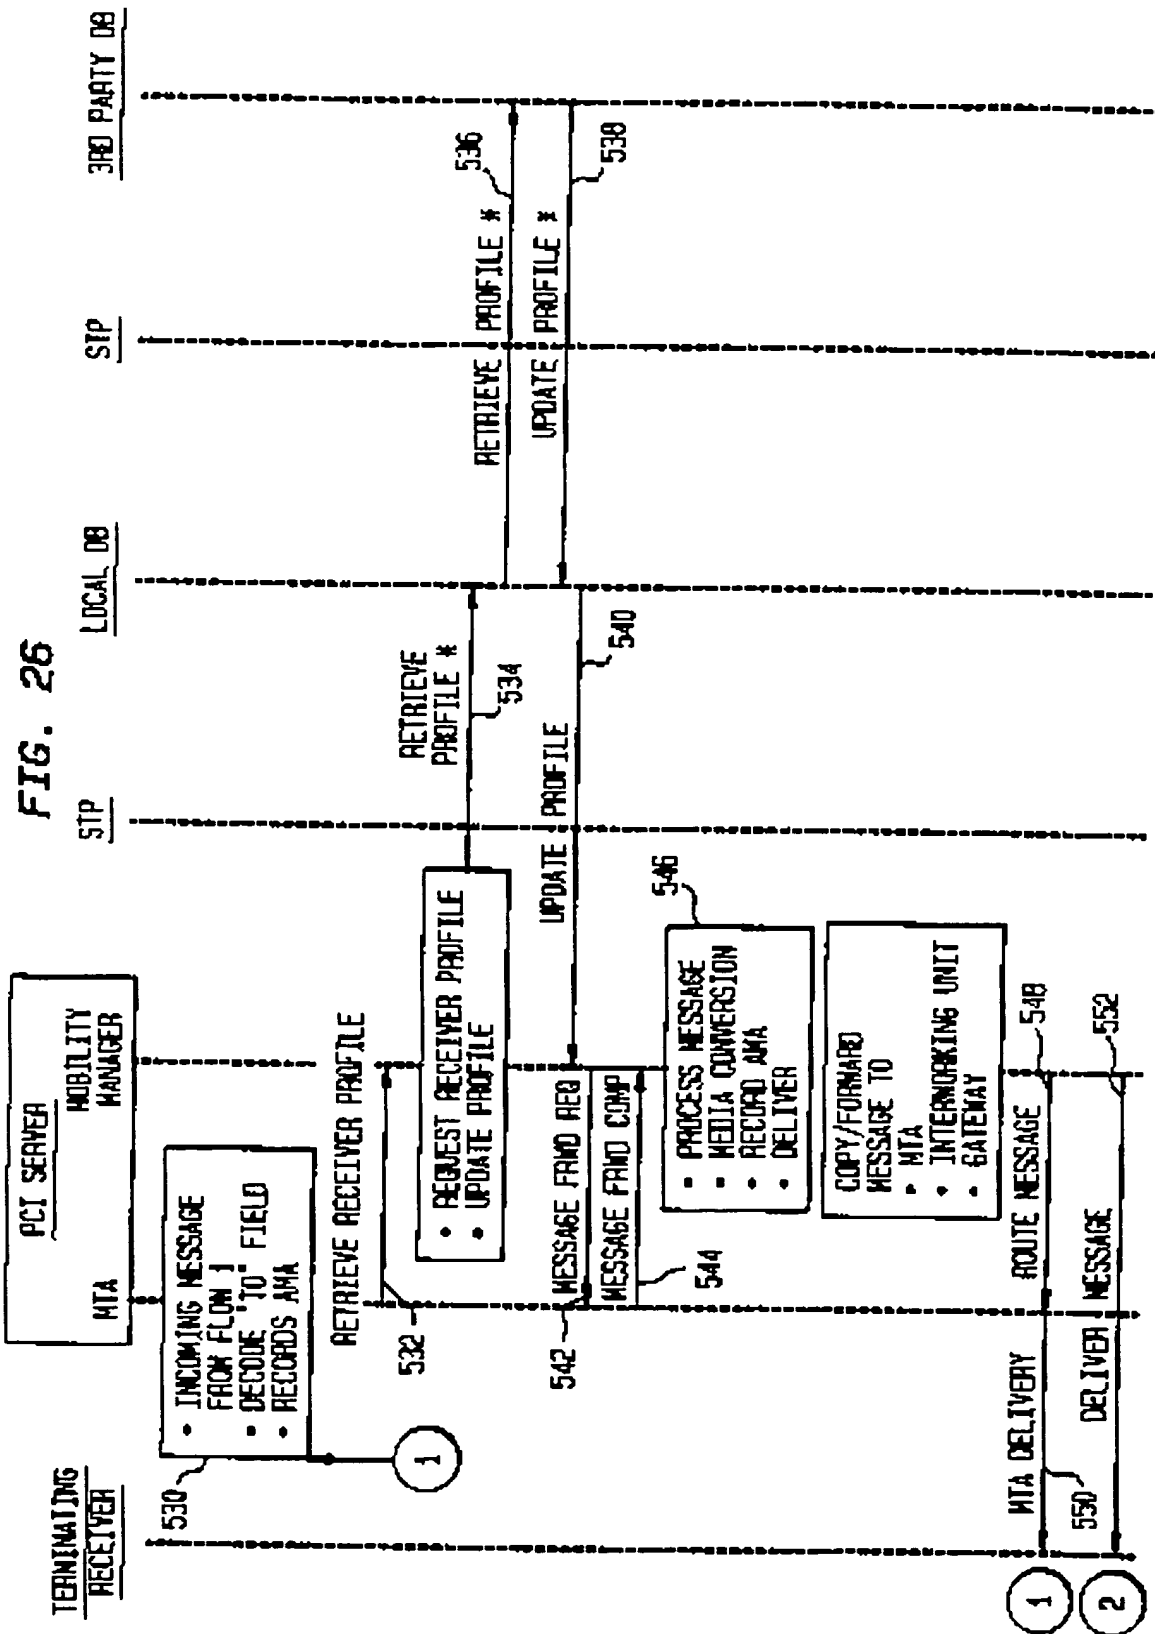 FIG. 26
TERMINATING
RECEIVER
PCI SERVER
MTA
MOBILITY
MANAGER
STP
LOCAL DB
STP
3RD PARTY DB
• INCOMING MESSAGE
FROM FLOW 1
• DECODE "TO" FIELD
• RECORDS AMA
530
1
RETRIEVE RECEIVER PROFILE
532
• REQUEST RECEIVER PROFILE
• UPDATE PROFILE
RETRIEVE
PROFILE *
534
RETRIEVE PROFILE *
536
UPDATE PROFILE *
538
UPDATE PROFILE
540
MESSAGE FRWD REQ
542
MESSAGE FRWD COMP
544
• PROCESS MESSAGE
• MEDIA CONVERSION
• RECORD AMA
• DELIVER
546
COPY/FORWARD
MESSAGE TO
• MTA
• INTERWORKING UNIT
• GATEWAY
1
MTA DELIVERY
550
ROUTE MESSAGE
548
2
DELIVER MESSAGE
552